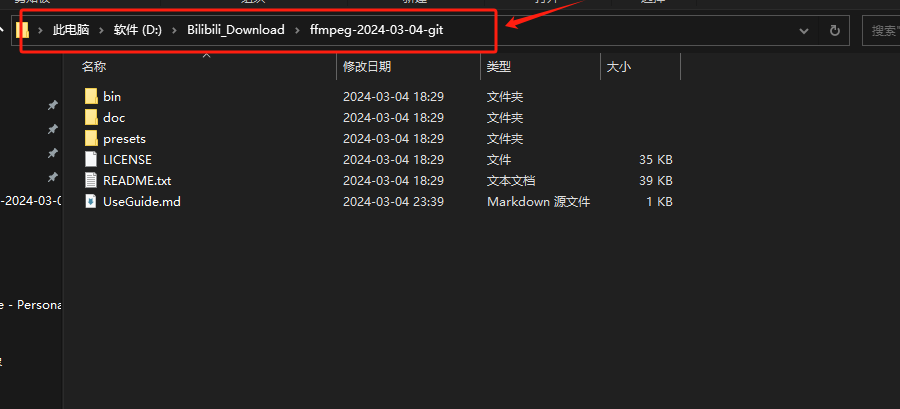 此电脑 › 软件 (D:) › Bilibili_Download › ffmpeg-2024-03-04-git
搜索"
名称 修改日期 类型 大小
bin 2024-03-04 18:29 文件夹
doc 2024-03-04 18:29 文件夹
presets 2024-03-04 18:29 文件夹
LICENSE 2024-03-04 18:29 文件 35 KB
README.txt 2024-03-04 18:29 文本文档 39 KB
UseGuide.md 2024-03-04 23:39 Markdown 源文件 1 KB
-2024-03-0
e - Persona